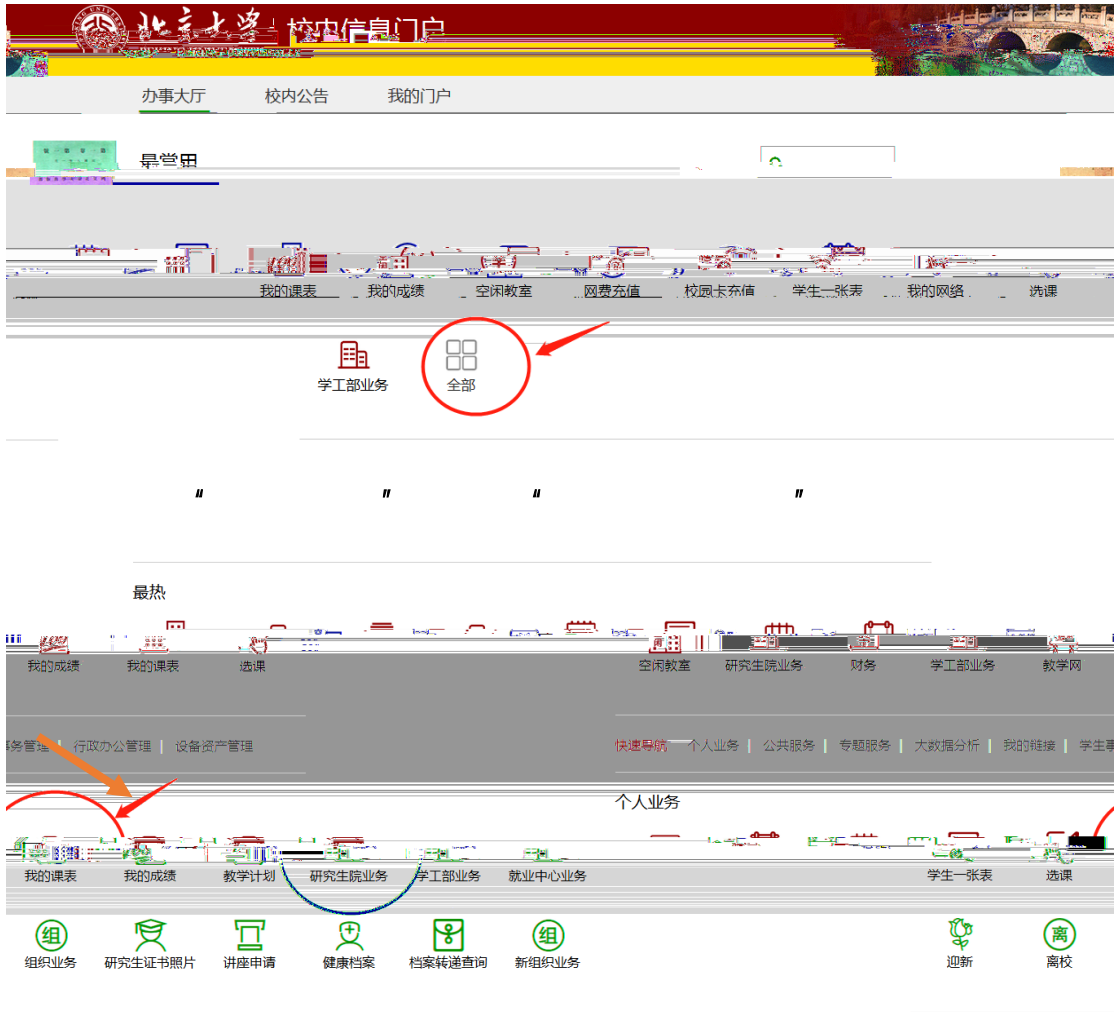 北京大学 校内信息门户
办事大厅 校内公告 我的门户
最常用
我的课表 我的成绩 空闲教室 网费充值 校园卡充值 学生一张表 我的网络 选课
学工部业务 全部
“ ” “ ”
最热
我的成绩 我的课表 选课 空闲教室 研究生院业务 财务 学工部业务 教学网
务管理 | 行政办公管理 | 设备资产管理 快速导航 个人业务 | 公共服务 | 专题服务 | 大数据分析 | 我的链接 | 学生事
个人业务
我的课表 我的成绩 教学计划 研究生院业务 学工部业务 就业中心业务 学生一张表 选课
组 组 离
组织业务 研究生证书照片 讲座申请 健康档案 档案转递查询 新组织业务 迎新 离校